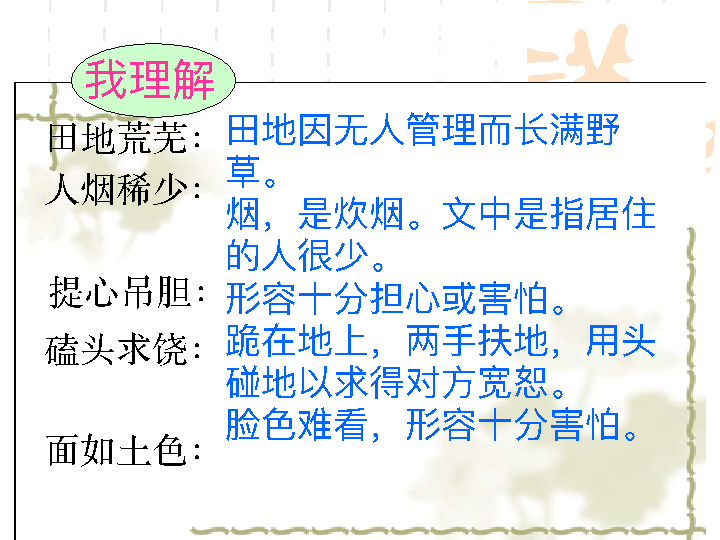 我理解
田地荒芜：
田地因无人管理而长满野
草。
人烟稀少：
烟，是炊烟。文中是指居住
的人很少。
提心吊胆：
形容十分担心或害怕。
磕头求饶：
跪在地上，两手扶地，用头
碰地以求得对方宽恕。
面如土色：
脸色难看，形容十分害怕。